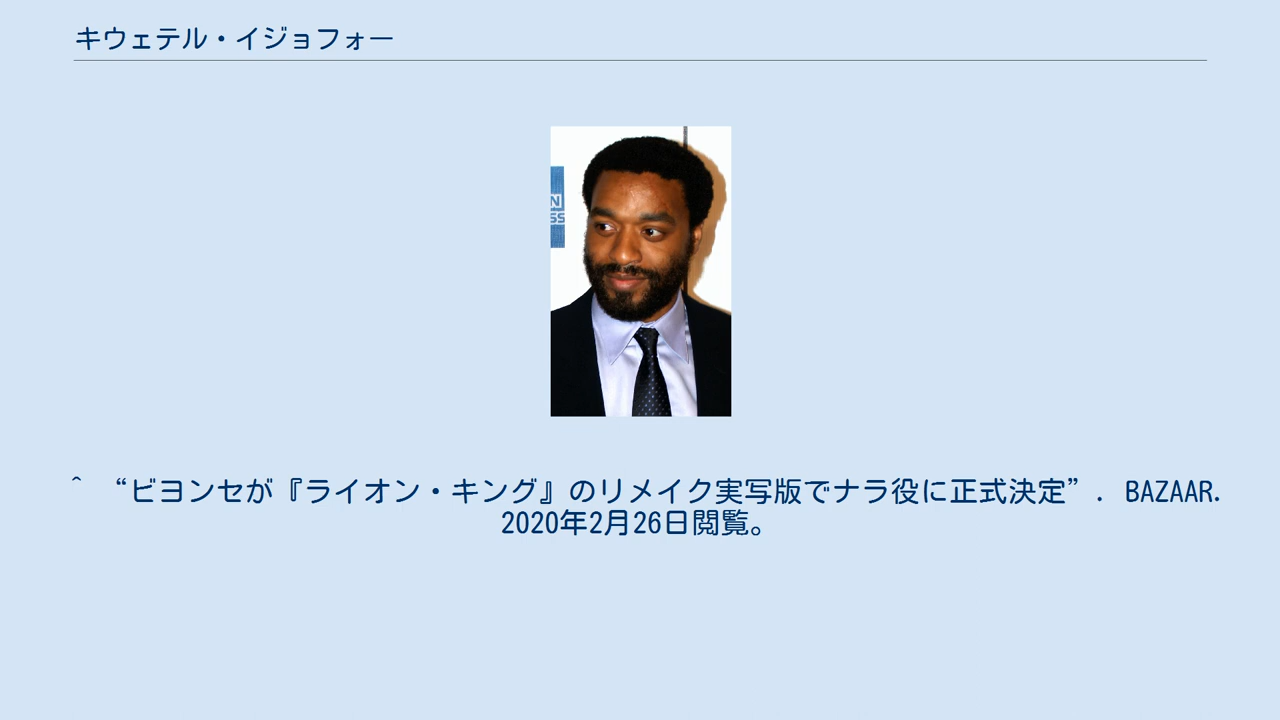 キウェテル・イジョフォー
N
SS
^ “ビヨンセが『ライオン・キング』のリメイク実写版でナラ役に正式決定”. BAZAAR.
2020年2月26日閲覧。